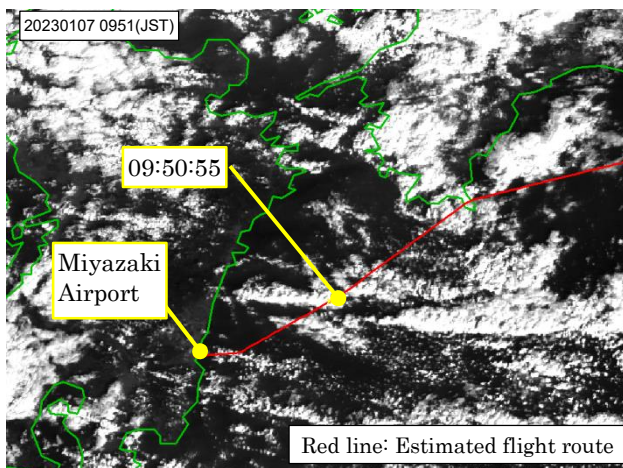 20230107 0951(JST)
09:50:55
Miyazaki
Airport
Red line: Estimated flight route